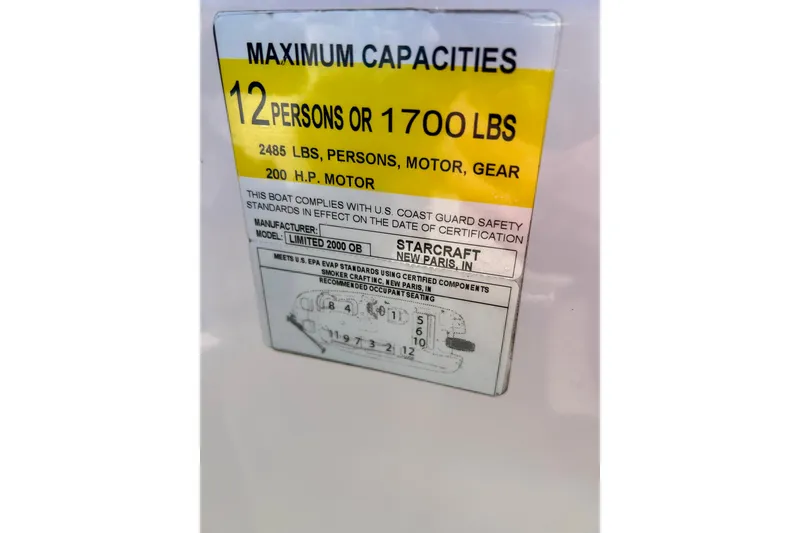 MAXIMUM CAPACITIES
12 PERSONS OR 1700 LBS
2485 LBS, PERSONS, MOTOR, GEAR
200 H.P. MOTOR
THIS BOAT COMPLIES WITH U.S. COAST GUARD SAFETY
STANDARDS IN EFFECT ON THE DATE OF CERTIFICATION
MANUFACTURER: STARCRAFT
MODEL: LIMITED 2000 OB NEW PARIS, IN
MEETS U.S. EPA EVAP STANDARDS USING CERTIFIED COMPONENTS
SMOKER CRAFT INC, NEW PARIS, IN
RECOMMENDED OCCUPANT SEATING
8 4 1 5
6
11 9 7 3 2 10
12